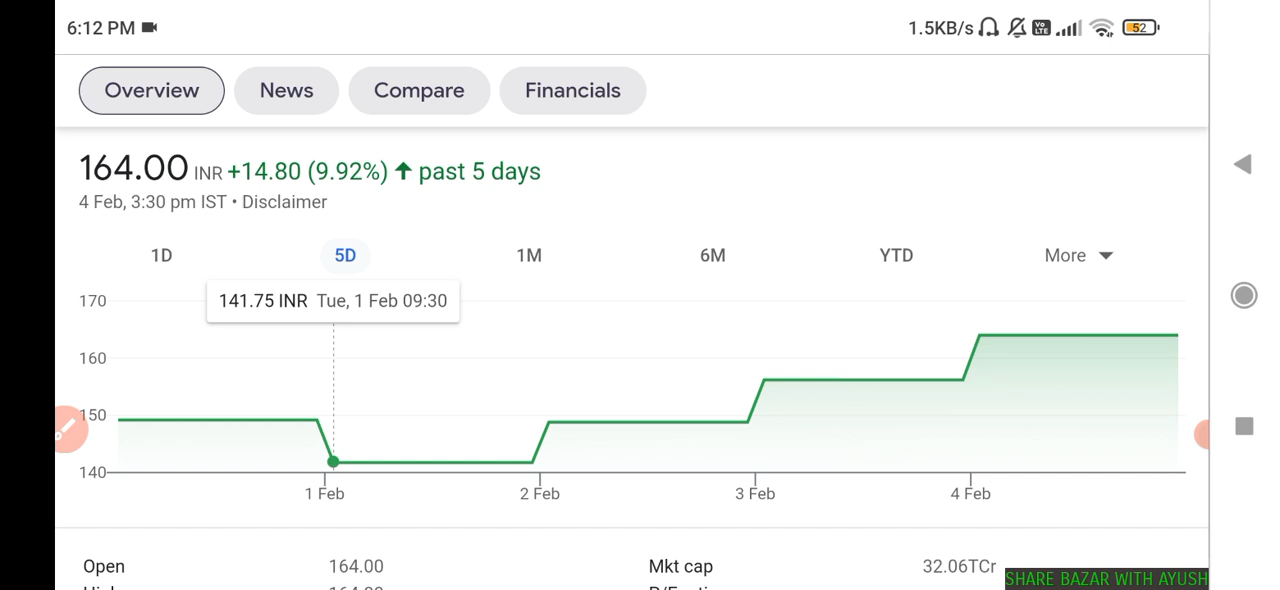 6:12 PM
1.5KB/s Vo LTE 52
Overview News Compare Financials
164.00 INR +14.80 (9.92%) ↑ past 5 days
4 Feb, 3:30 pm IST • Disclaimer
1D 5D 1M 6M YTD More
141.75 INR Tue, 1 Feb 09:30
170
160
150
140
1 Feb 2 Feb 3 Feb 4 Feb
Open 164.00 Mkt cap 32.06TCr
SHARE BAZAR WITH AYUSH